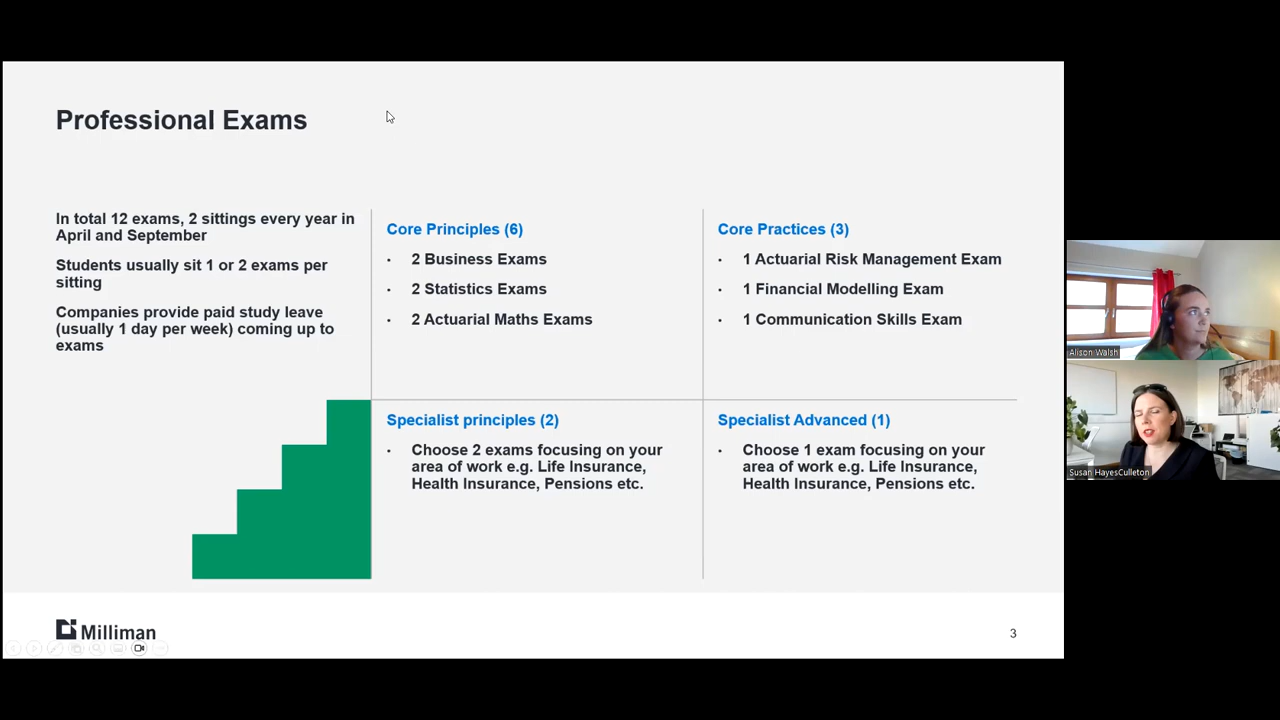 Professional Exams
In total 12 exams, 2 sittings every year in
April and September
Students usually sit 1 or 2 exams per
sitting
Companies provide paid study leave
(usually 1 day per week) coming up to
exams
Core Principles (6)
• 2 Business Exams
• 2 Statistics Exams
• 2 Actuarial Maths Exams
Core Practices (3)
• 1 Actuarial Risk Management Exam
• 1 Financial Modelling Exam
• 1 Communication Skills Exam
Specialist principles (2)
• Choose 2 exams focusing on your
area of work e.g. Life Insurance,
Health Insurance, Pensions etc.
Specialist Advanced (1)
• Choose 1 exam focusing on your
area of work e.g. Life Insurance,
Health Insurance, Pensions etc.
Milliman
3
Alison Walsh
Susan HayesCulleton